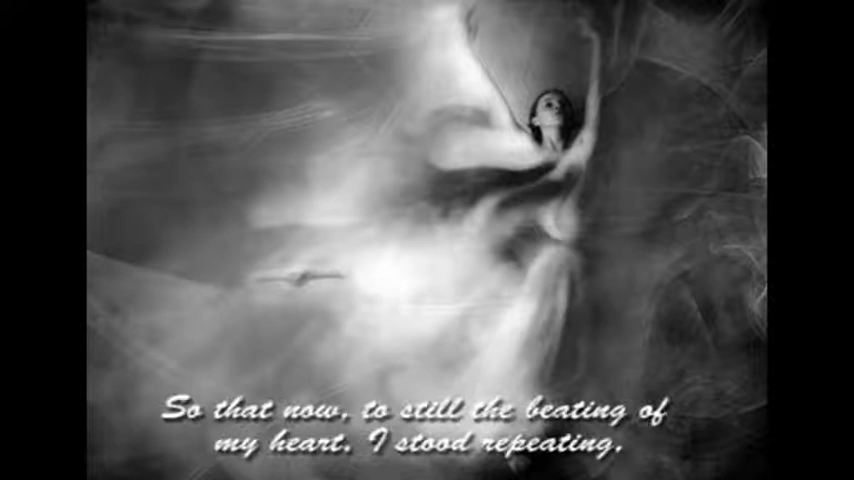 So that now, to still the beating of
my heart, I stood repeating,